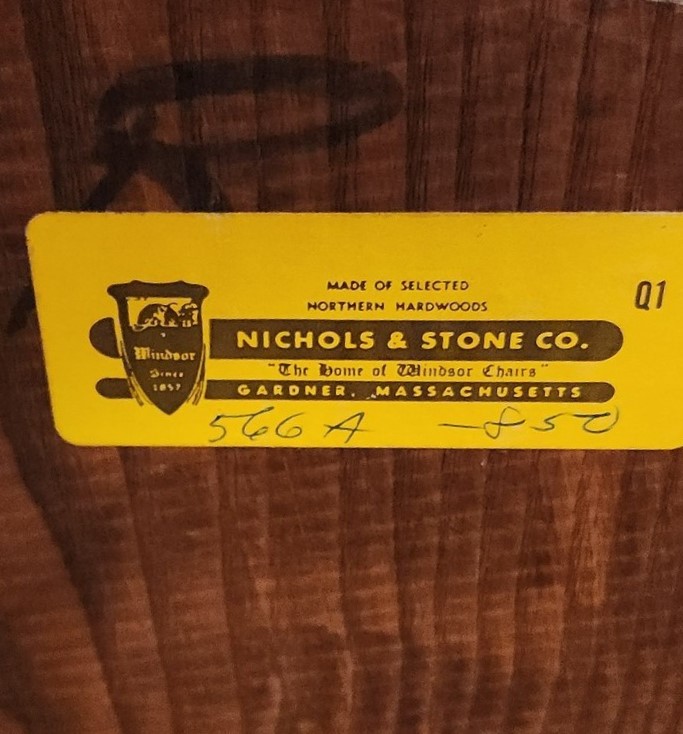 MADE OF SELECTED
NORTHERN HARDWOODS
Q1
NICHOLS & STONE CO.
"The Home of Windsor Chairs"
GARDNER, MASSACHUSETTS
Windsor
Since
1857
566 A – 850